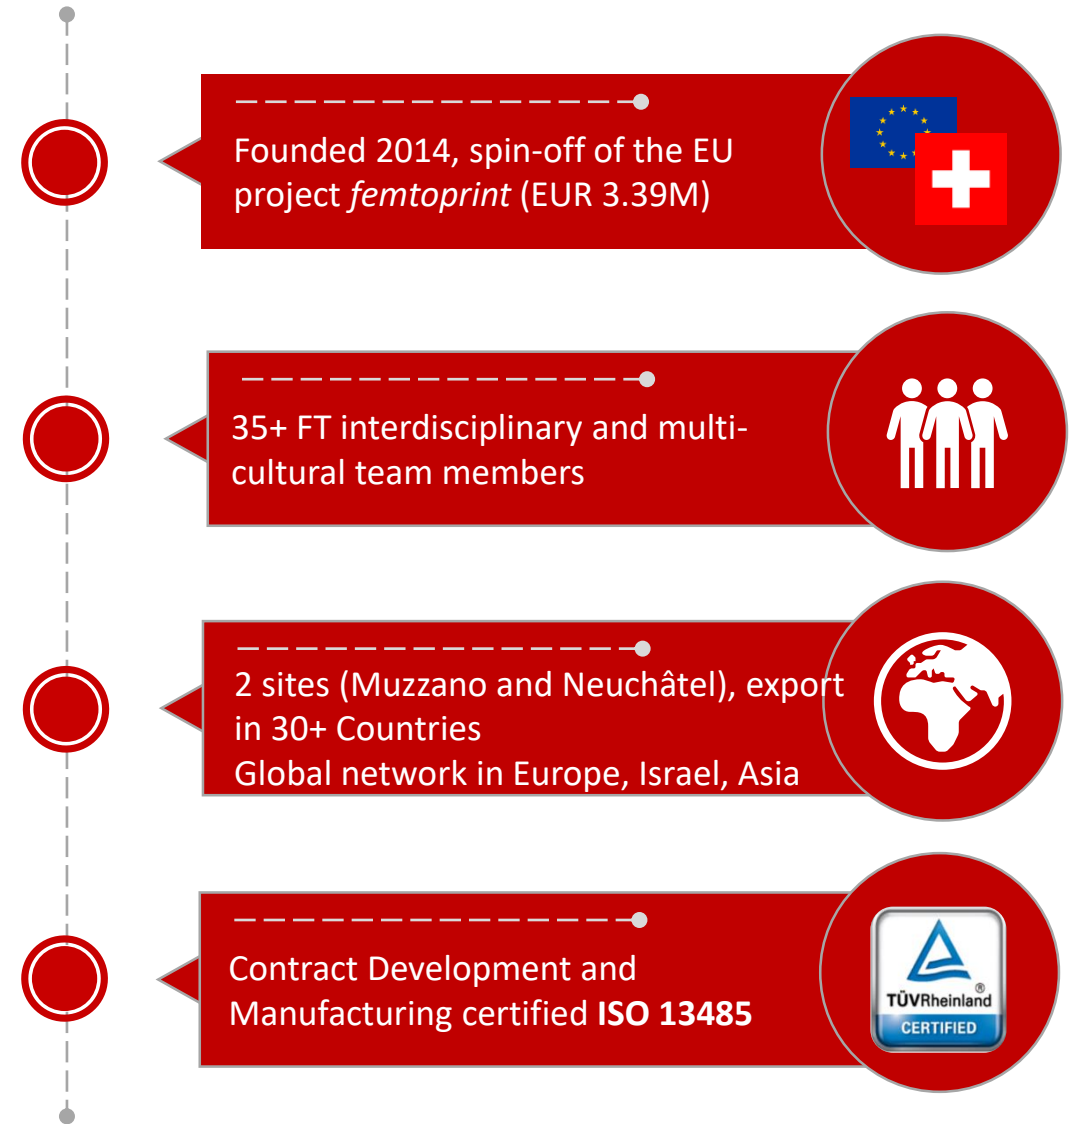 Founded 2014, spin-off of the EU
project femtoprint (EUR 3.39M)
35+ FT interdisciplinary and multi-
cultural team members
2 sites (Muzzano and Neuchâtel), export
in 30+ Countries
Global network in Europe, Israel, Asia
Contract Development and
Manufacturing certified ISO 13485
TÜVRheinland®
CERTIFIED